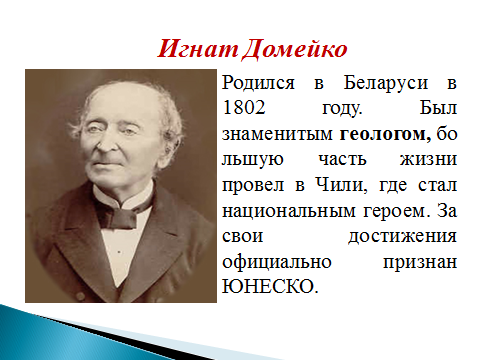 Игнат Домейко
Родился в Беларуси в
1802 году. Был
знаменитым геологом, бо
льшую часть жизни
провел в Чили, где стал
национальным героем. За
свои достижения
официально признан
ЮНЕСКО.